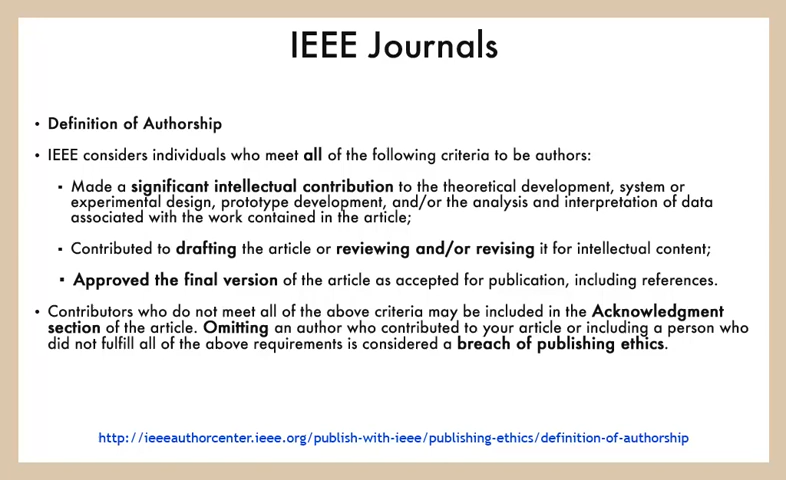 IEEE Journals
• Definition of Authorship
• IEEE considers individuals who meet all of the following criteria to be authors:
▪ Made a significant intellectual contribution to the theoretical development, system or
experimental design, prototype development, and/or the analysis and interpretation of data
associated with the work contained in the article;
▪ Contributed to drafting the article or reviewing and/or revising it for intellectual content;
▪ Approved the final version of the article as accepted for publication, including references.
• Contributors who do not meet all of the above criteria may be included in the Acknowledgment
section of the article. Omitting an author who contributed to your article or including a person who
did not fulfill all of the above requirements is considered a breach of publishing ethics.
http://ieeeauthorcenter.ieee.org/publish-with-ieee/publishing-ethics/definition-of-authorship